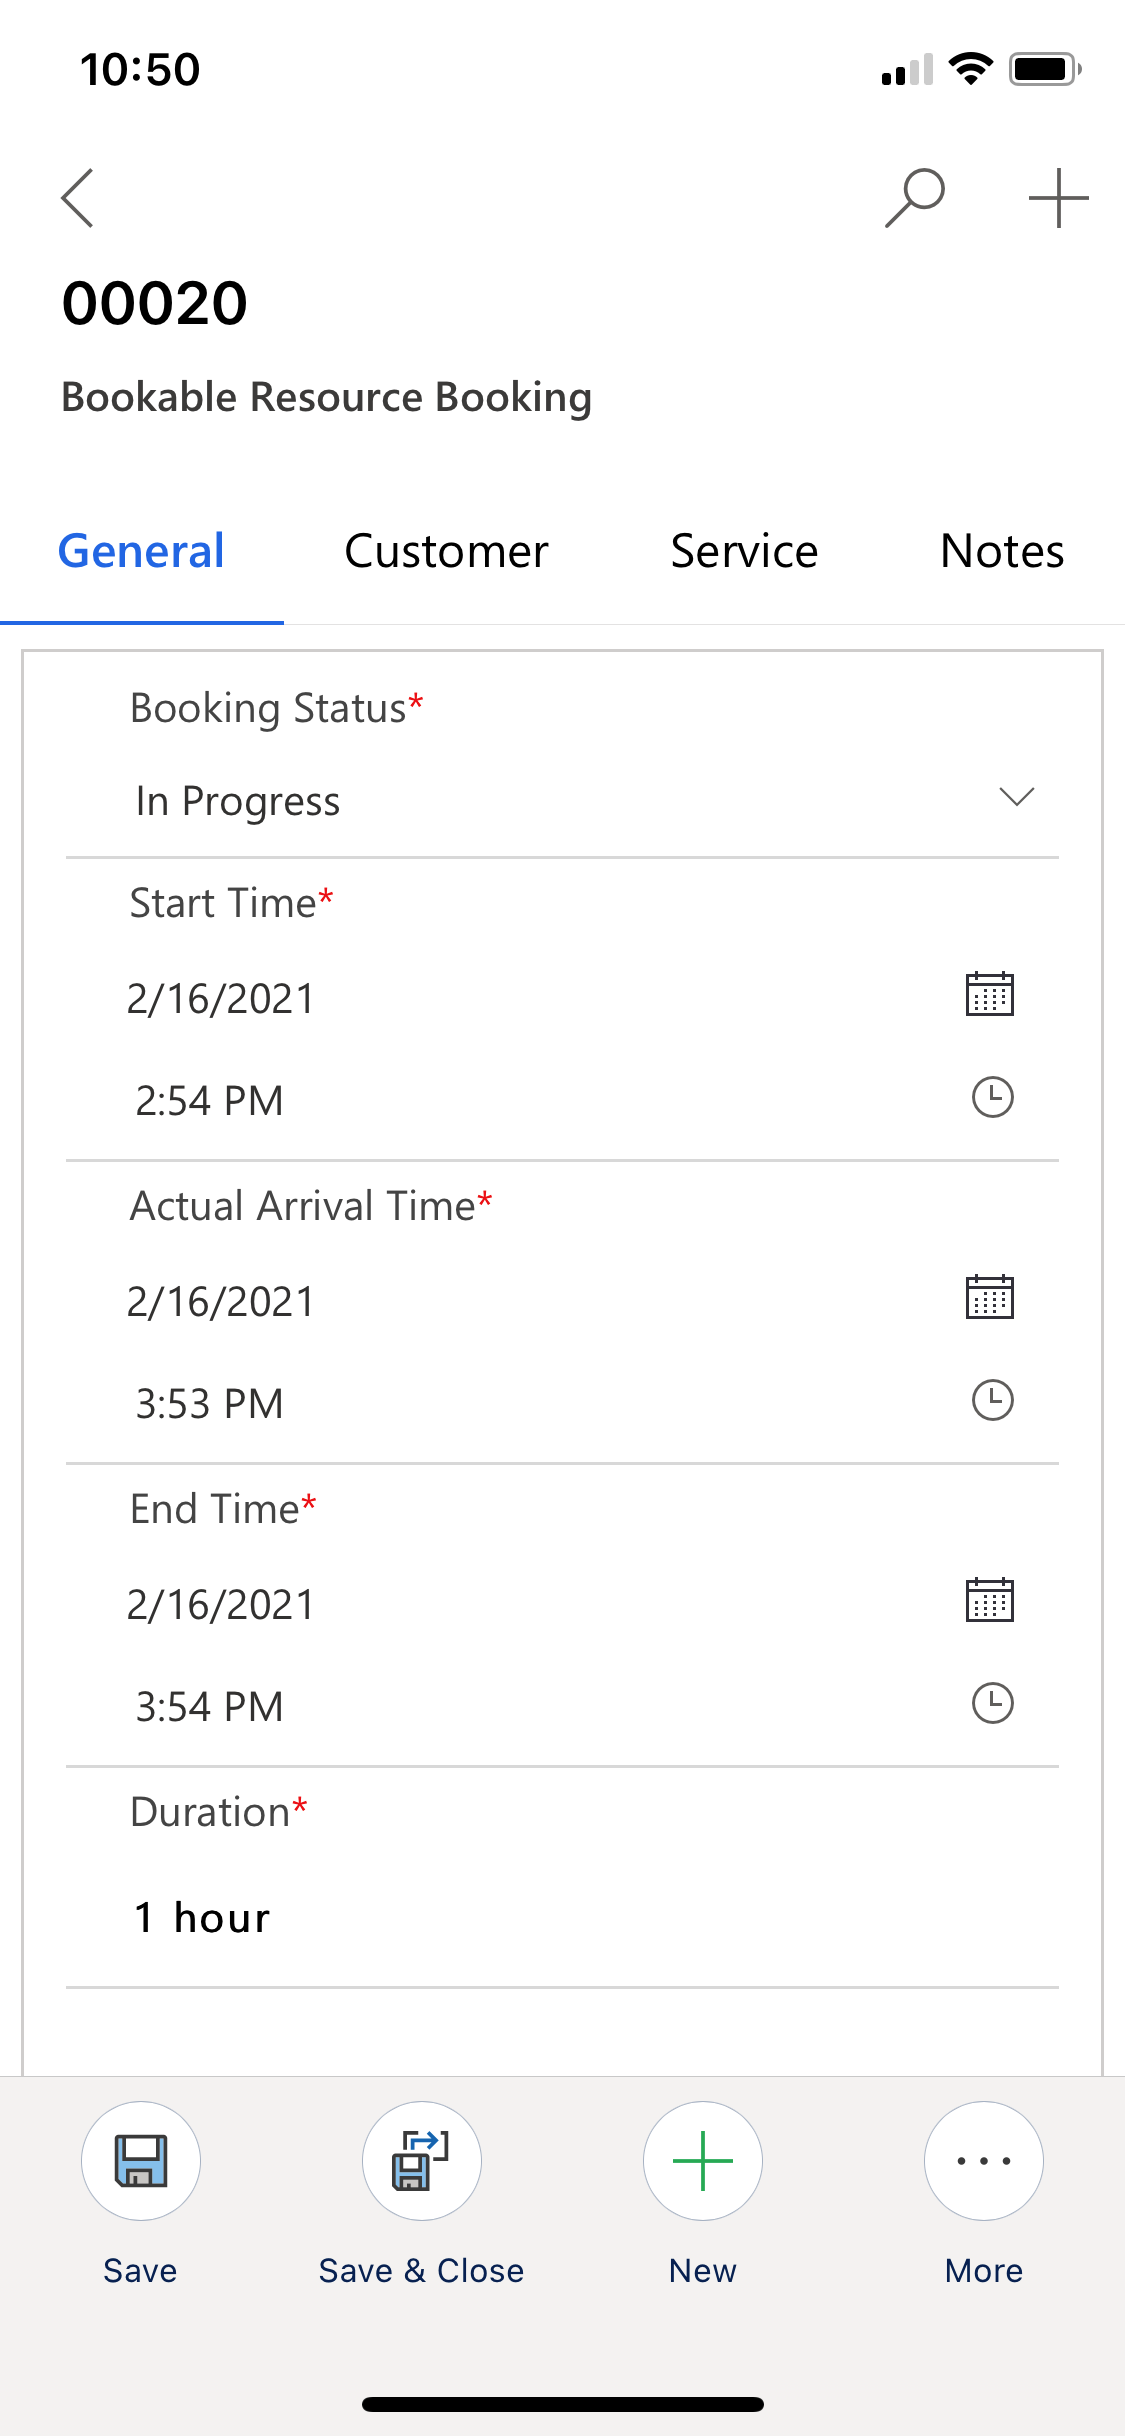 10:50
00020
Bookable Resource Booking
General Customer Service Notes
Booking Status*
In Progress
Start Time*
2/16/2021
2:54 PM
Actual Arrival Time*
2/16/2021
3:53 PM
End Time*
2/16/2021
3:54 PM
Duration*
1 hour
Save Save & Close New More